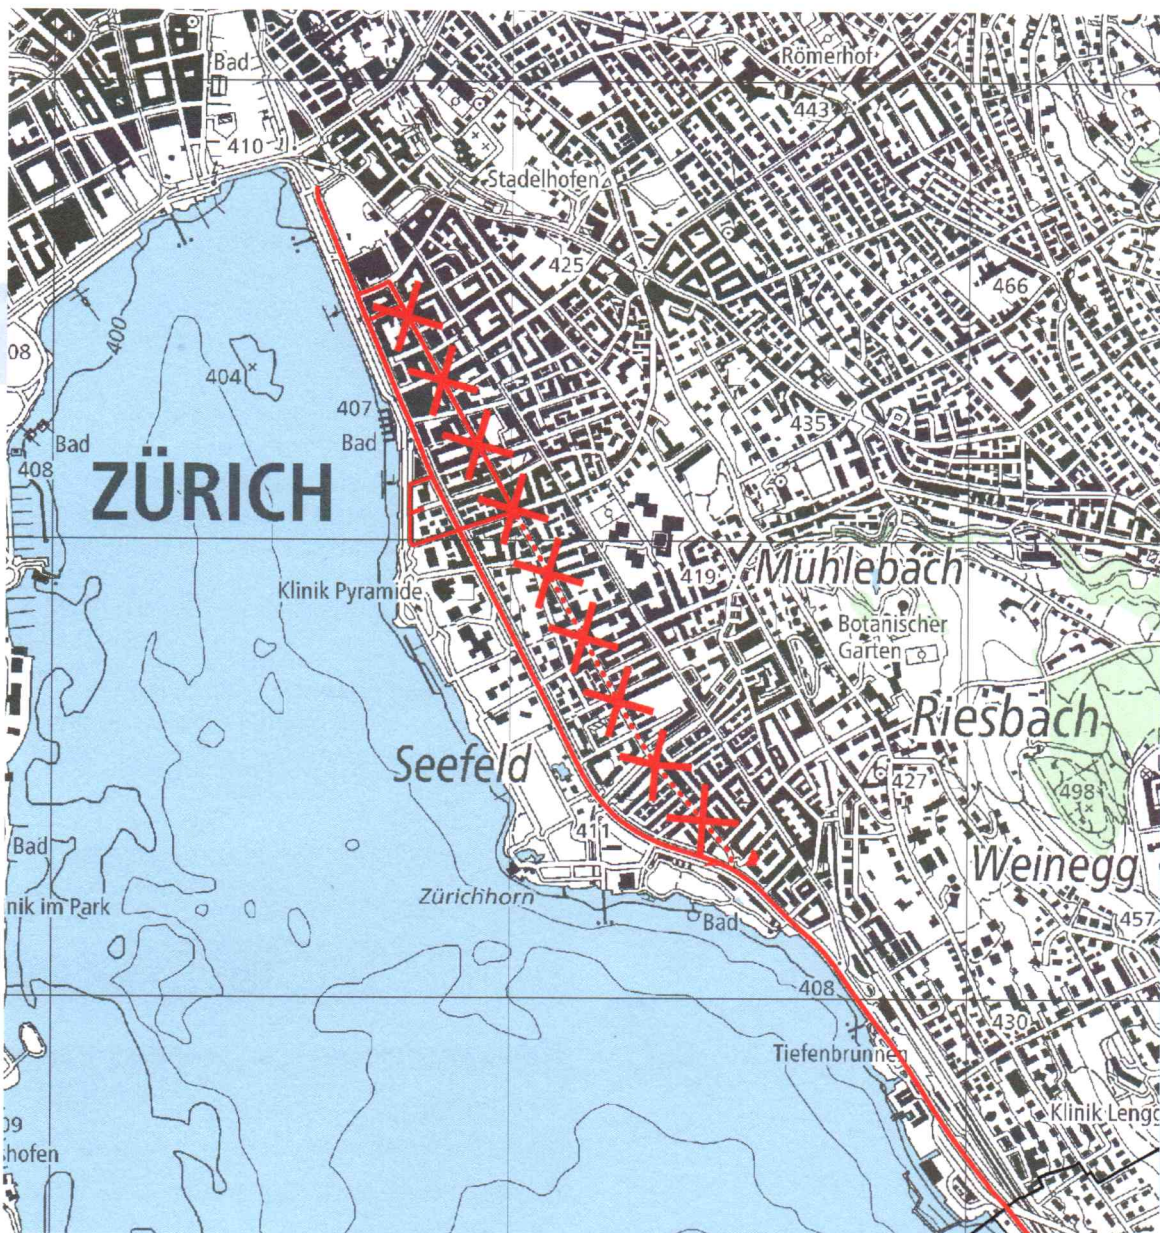 Bad
Römerhof
443
410
Stadelhofen
425
466
400
08
404
407
Bad
435
Bad
408
ZÜRICH
Klinik Pyramide
419
Mühlebach
Botanischer
Garten
Riesbach
Seefeld
427
498
411
Bad
Weinegg
Zürichhorn
nik im Park
Bad
457
408
430
Tiefenbrunnen
Klinik Lengg
09
shofen